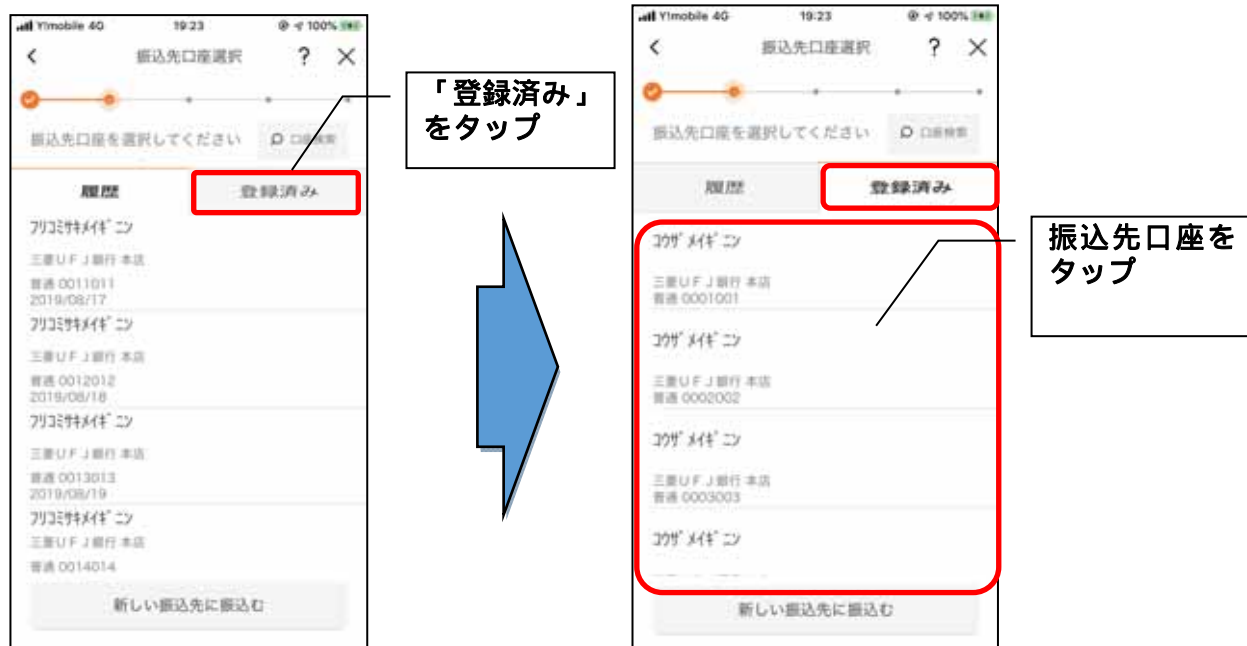 Y!mobile 4G 19:23 100%
振込先口座選択 ?
振込先口座を選択してください 口座検索
履歴 登録済み
フリコミサキメイギニン
三菱UFJ銀行 本店
普通 0011011
2019/08/17
フリコミサキメイギニン
三菱UFJ銀行 本店
普通 0012012
2019/08/18
フリコミサキメイギニン
三菱UFJ銀行 本店
普通 0013013
2019/08/19
フリコミサキメイギニン
三菱UFJ銀行 本店
普通 0014014
新しい振込先に振込む
「登録済み」
をタップ
Y!mobile 4G 19:23 100%
振込先口座選択 ?
振込先口座を選択してください 口座検索
履歴 登録済み
コウザメイギニン
三菱UFJ銀行 本店
普通 0001001
コウザメイギニン
三菱UFJ銀行 本店
普通 0002002
コウザメイギニン
三菱UFJ銀行 本店
普通 0003003
コウザメイギニン
新しい振込先に振込む
振込先口座を
タップ